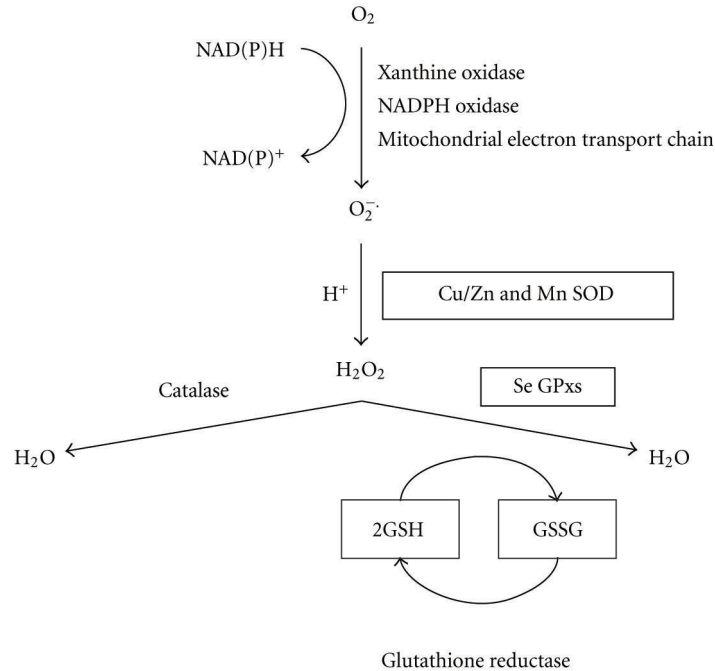 O₂
NAD(P)H
Xanthine oxidase
NADPH oxidase
Mitochondrial electron transport chain
NAD(P)⁺
O₂⁻·
H⁺
Cu/Zn and Mn SOD
H₂O₂
Catalase
Se GPxs
H₂O
H₂O
2GSH
GSSG
Glutathione reductase